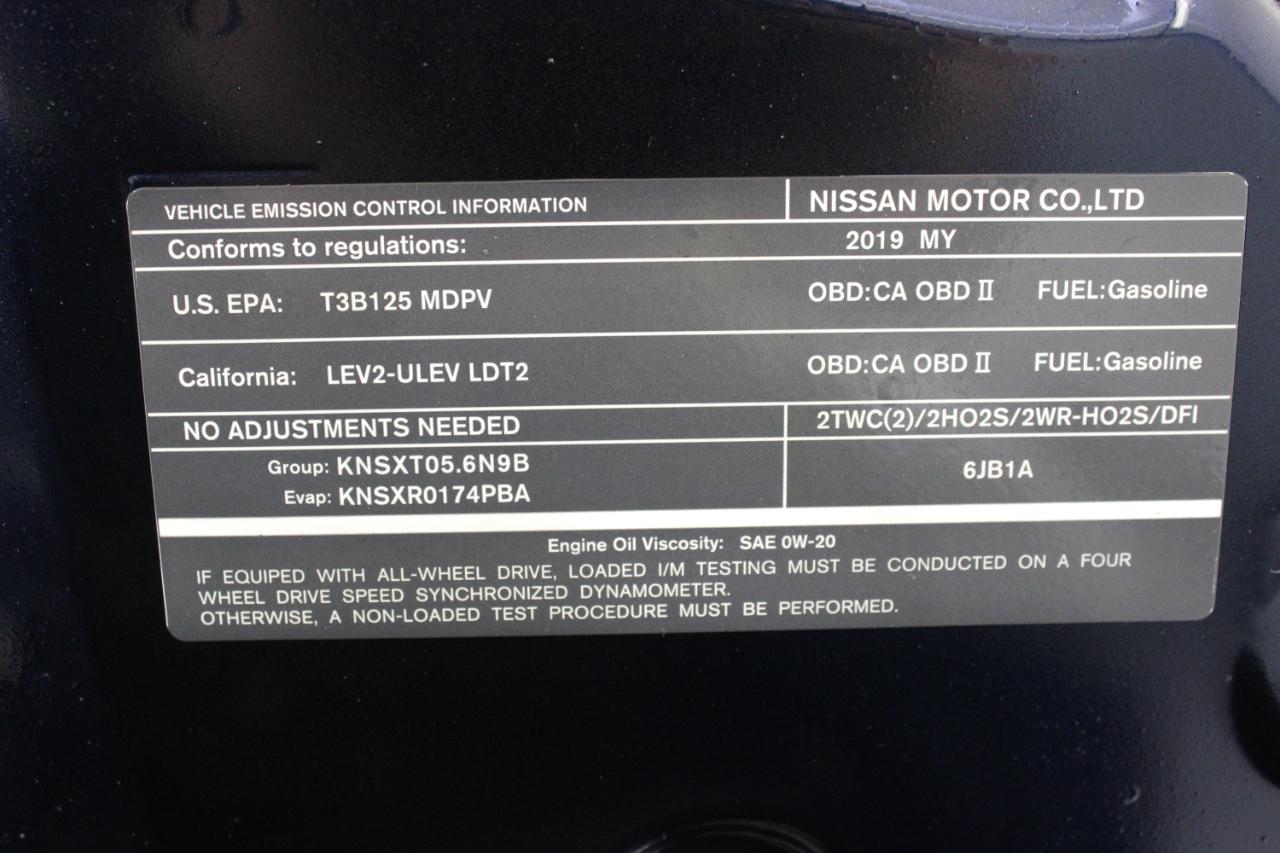 VEHICLE EMISSION CONTROL INFORMATION NISSAN MOTOR CO.,LTD
Conforms to regulations: 2019 MY
U.S. EPA: T3B125 MDPV OBD:CA OBD II FUEL:Gasoline
California: LEV2-ULEV LDT2 OBD:CA OBD II FUEL:Gasoline
NO ADJUSTMENTS NEEDED 2TWC(2)/2HO2S/2WR-HO2S/DFI
Group: KNSXT05.6N9B
6JB1A
Evap: KNSXR0174PBA
Engine Oil Viscosity: SAE 0W-20
IF EQUIPED WITH ALL-WHEEL DRIVE, LOADED I/M TESTING MUST BE CONDUCTED ON A FOUR
WHEEL DRIVE SPEED SYNCHRONIZED DYNAMOMETER.
OTHERWISE, A NON-LOADED TEST PROCEDURE MUST BE PERFORMED.